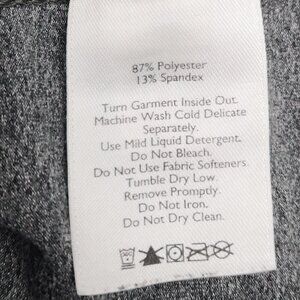 87% Polyester
13% Spandex
Turn Garment Inside Out.
Machine Wash Cold Delicate
Separately.
Use Mild Liquid Detergent.
Do Not Bleach.
Do Not Use Fabric Softeners.
Tumble Dry Low.
Remove Promptly.
Do Not Iron.
Do Not Dry Clean.